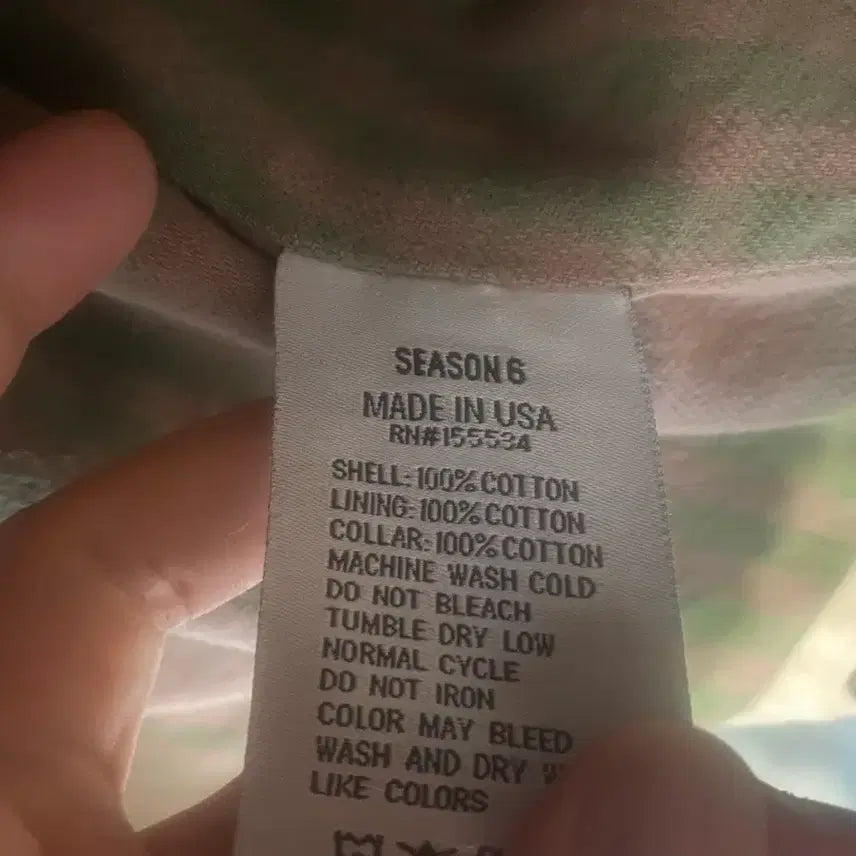 SEASON 6
MADE IN USA
RN#155534
SHELL: 100% COTTON
LINING: 100% COTTON
COLLAR: 100% COTTON
MACHINE WASH COLD
DO NOT BLEACH
TUMBLE DRY LOW
NORMAL CYCLE
DO NOT IRON
COLOR MAY BLEED
WASH AND DRY
LIKE COLORS